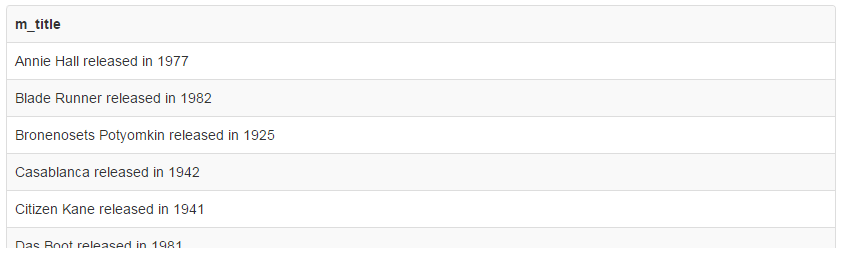 m_title
Annie Hall released in 1977
Blade Runner released in 1982
Bronenosets Potyomkin released in 1925
Casablanca released in 1942
Citizen Kane released in 1941
Das Boot released in 1981